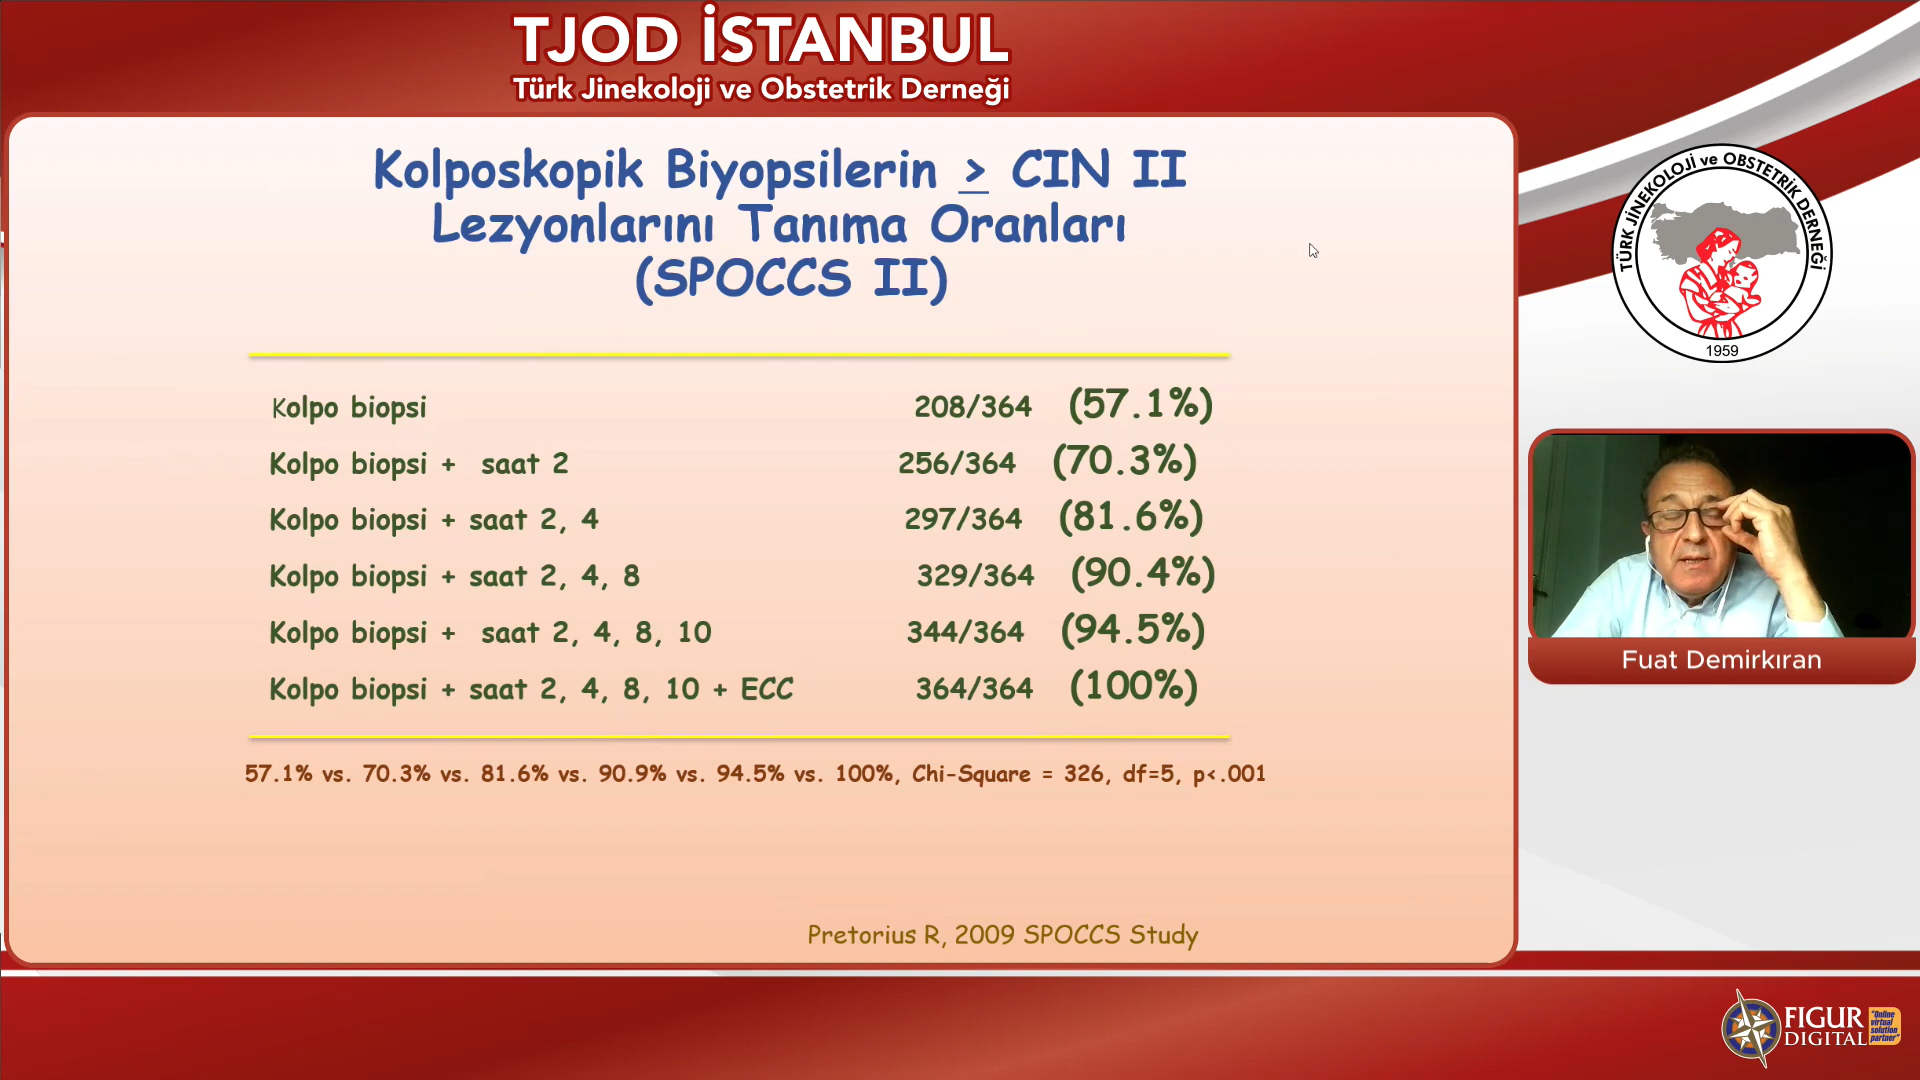 TJOD İSTANBUL
Türk Jinekoloji ve Obstetrik Derneği
Kolposkopik Biyopsilerin > CIN II
Lezyonlarını Tanıma Oranları
(SPOCCS II)
Kolpo biopsi 208/364 (57.1%)
Kolpo biopsi + saat 2 256/364 (70.3%)
Kolpo biopsi + saat 2, 4 297/364 (81.6%)
Kolpo biopsi + saat 2, 4, 8 329/364 (90.4%)
Kolpo biopsi + saat 2, 4, 8, 10 344/364 (94.5%)
Kolpo biopsi + saat 2, 4, 8, 10 + ECC 364/364 (100%)
57.1% vs. 70.3% vs. 81.6% vs. 90.9% vs. 94.5% vs. 100%, Chi-Square = 326, df=5, p<.001
Pretorius R, 2009 SPOCCS Study
TÜRK JİNEKOLOJİ ve OBSTETRİK DERNEĞİ
1959
Fuat Demirkıran
FIGUR
DIGITAL
"Online
virtual
solution
partner"